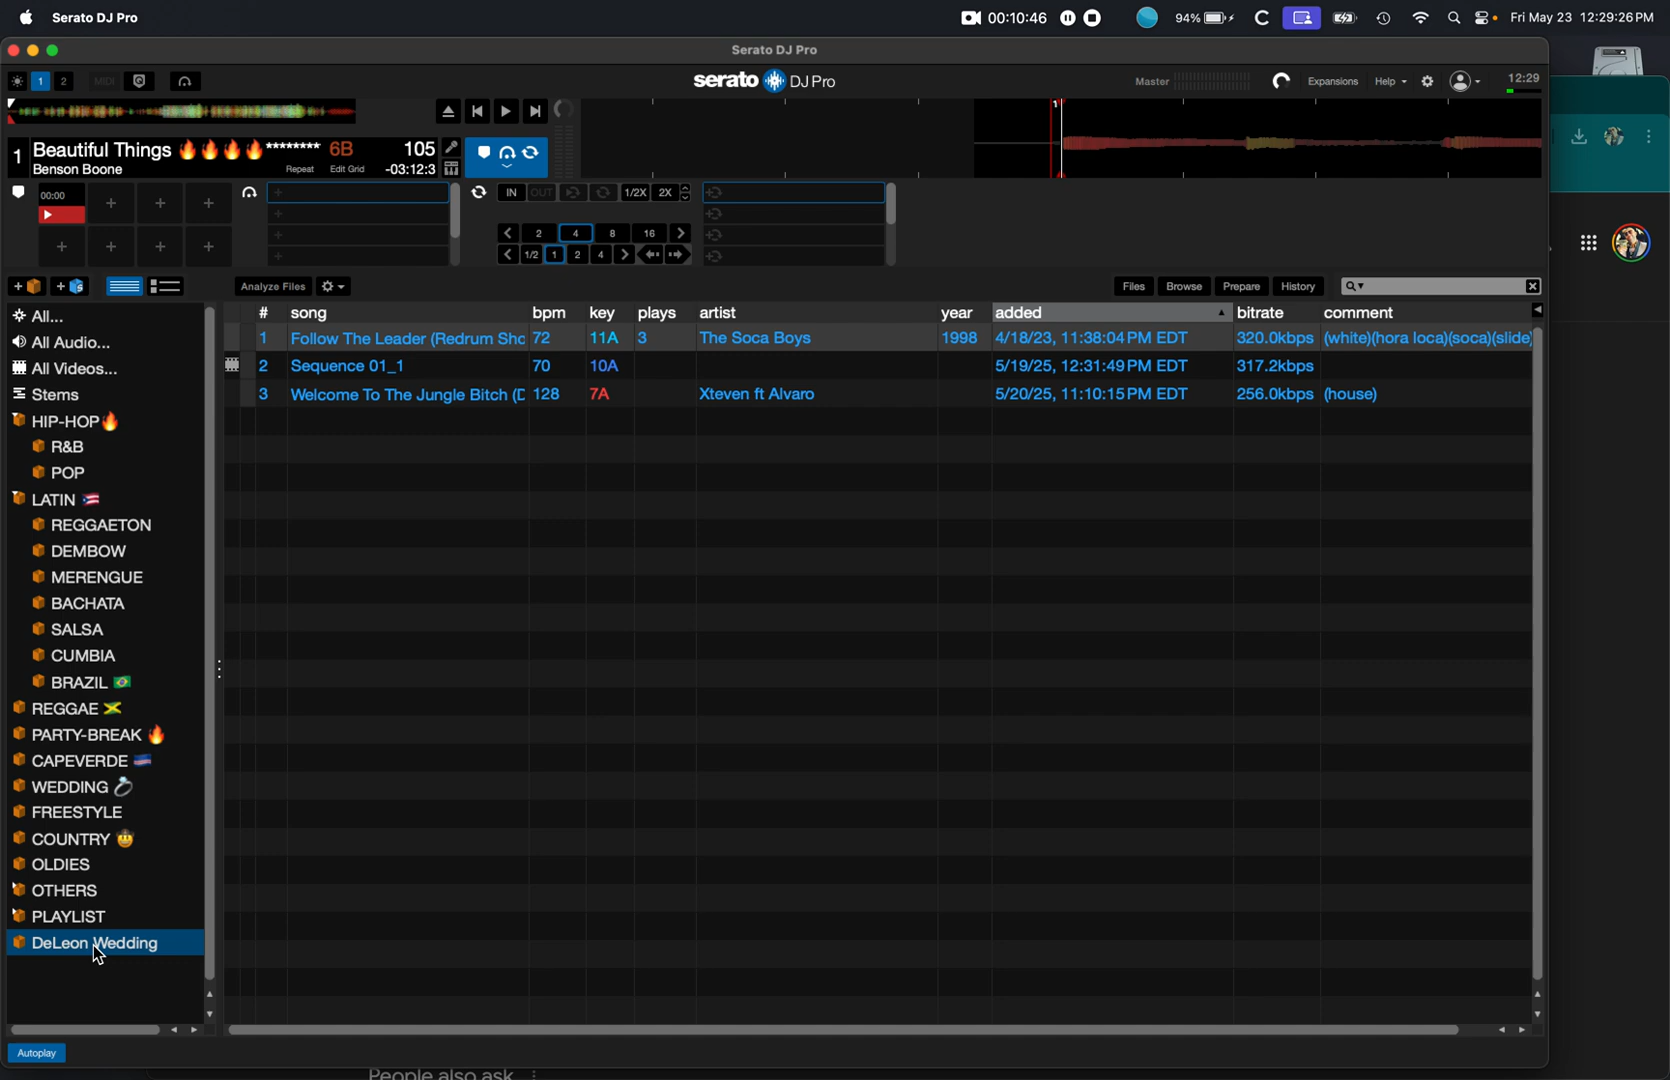 Serato DJ Pro
00:10:46
94%
Fri May 23 12:29:26 PM
Serato DJ Pro
1 2 MIDI
serato DJ Pro
Master
Expansions
Help
12:29
1
1 Beautiful Things 🔥🔥🔥🔥******** 6B 105
Benson Boone Repeat Edit Grid -03:12:3
00:00
IN OUT 1/2X 2X
2 4 8 16
1/2 1 2 4
Analyze Files
Files Browse Prepare History
# song bpm key plays artist year added bitrate comment
1 Follow The Leader (Redrum Shc 72 11A 3 The Soca Boys 1998 4/18/23, 11:38:04 PM EDT 320.0kbps (white)(hora loca)(soca)(slide)
2 Sequence 01_1 70 10A 5/19/25, 12:31:49 PM EDT 317.2kbps
3 Welcome To The Jungle Bitch (D 128 7A Xteven ft Alvaro 5/20/25, 11:10:15 PM EDT 256.0kbps (house)
All...
All Audio...
All Videos...
Stems
HIP-HOP🔥
R&B
POP
LATIN 🇵🇷
REGGAETON
DEMBOW
MERENGUE
BACHATA
SALSA
CUMBIA
BRAZIL 🇧🇷
REGGAE 🇯🇲
PARTY-BREAK 🔥
CAPEVERDE 🇨🇻
WEDDING 💍
FREESTYLE
COUNTRY 🤠
OLDIES
OTHERS
PLAYLIST
DeLeon Wedding
Autoplay
People also ask